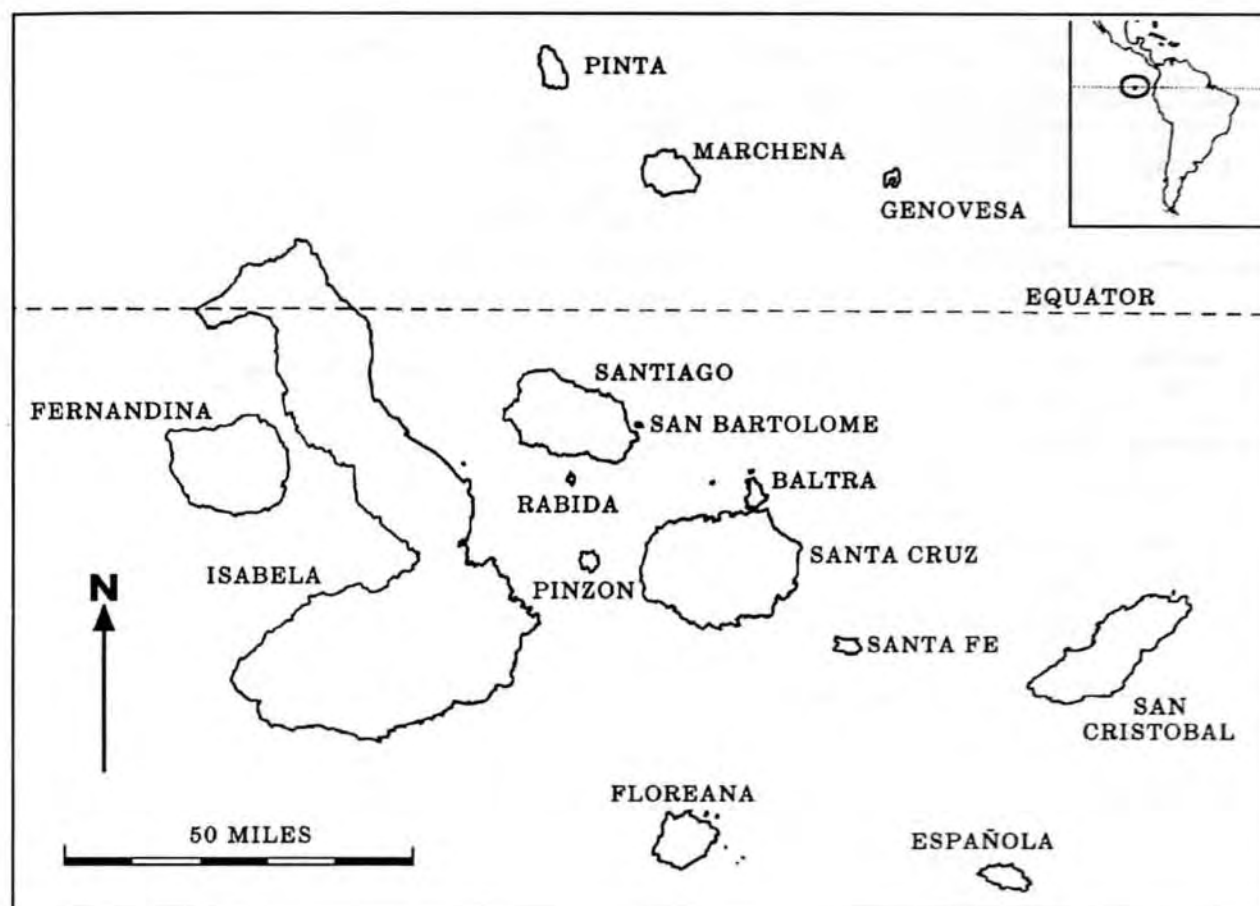 PINTA
MARCHENA
GENOVESA
EQUATOR
SANTIAGO
FERNANDINA
SAN BARTOLOME
RABIDA
BALTRA
SANTA CRUZ
ISABELA
PINZON
N
SANTA FE
SAN
CRISTOBAL
FLOREANA
50 MILES
ESPAÑOLA